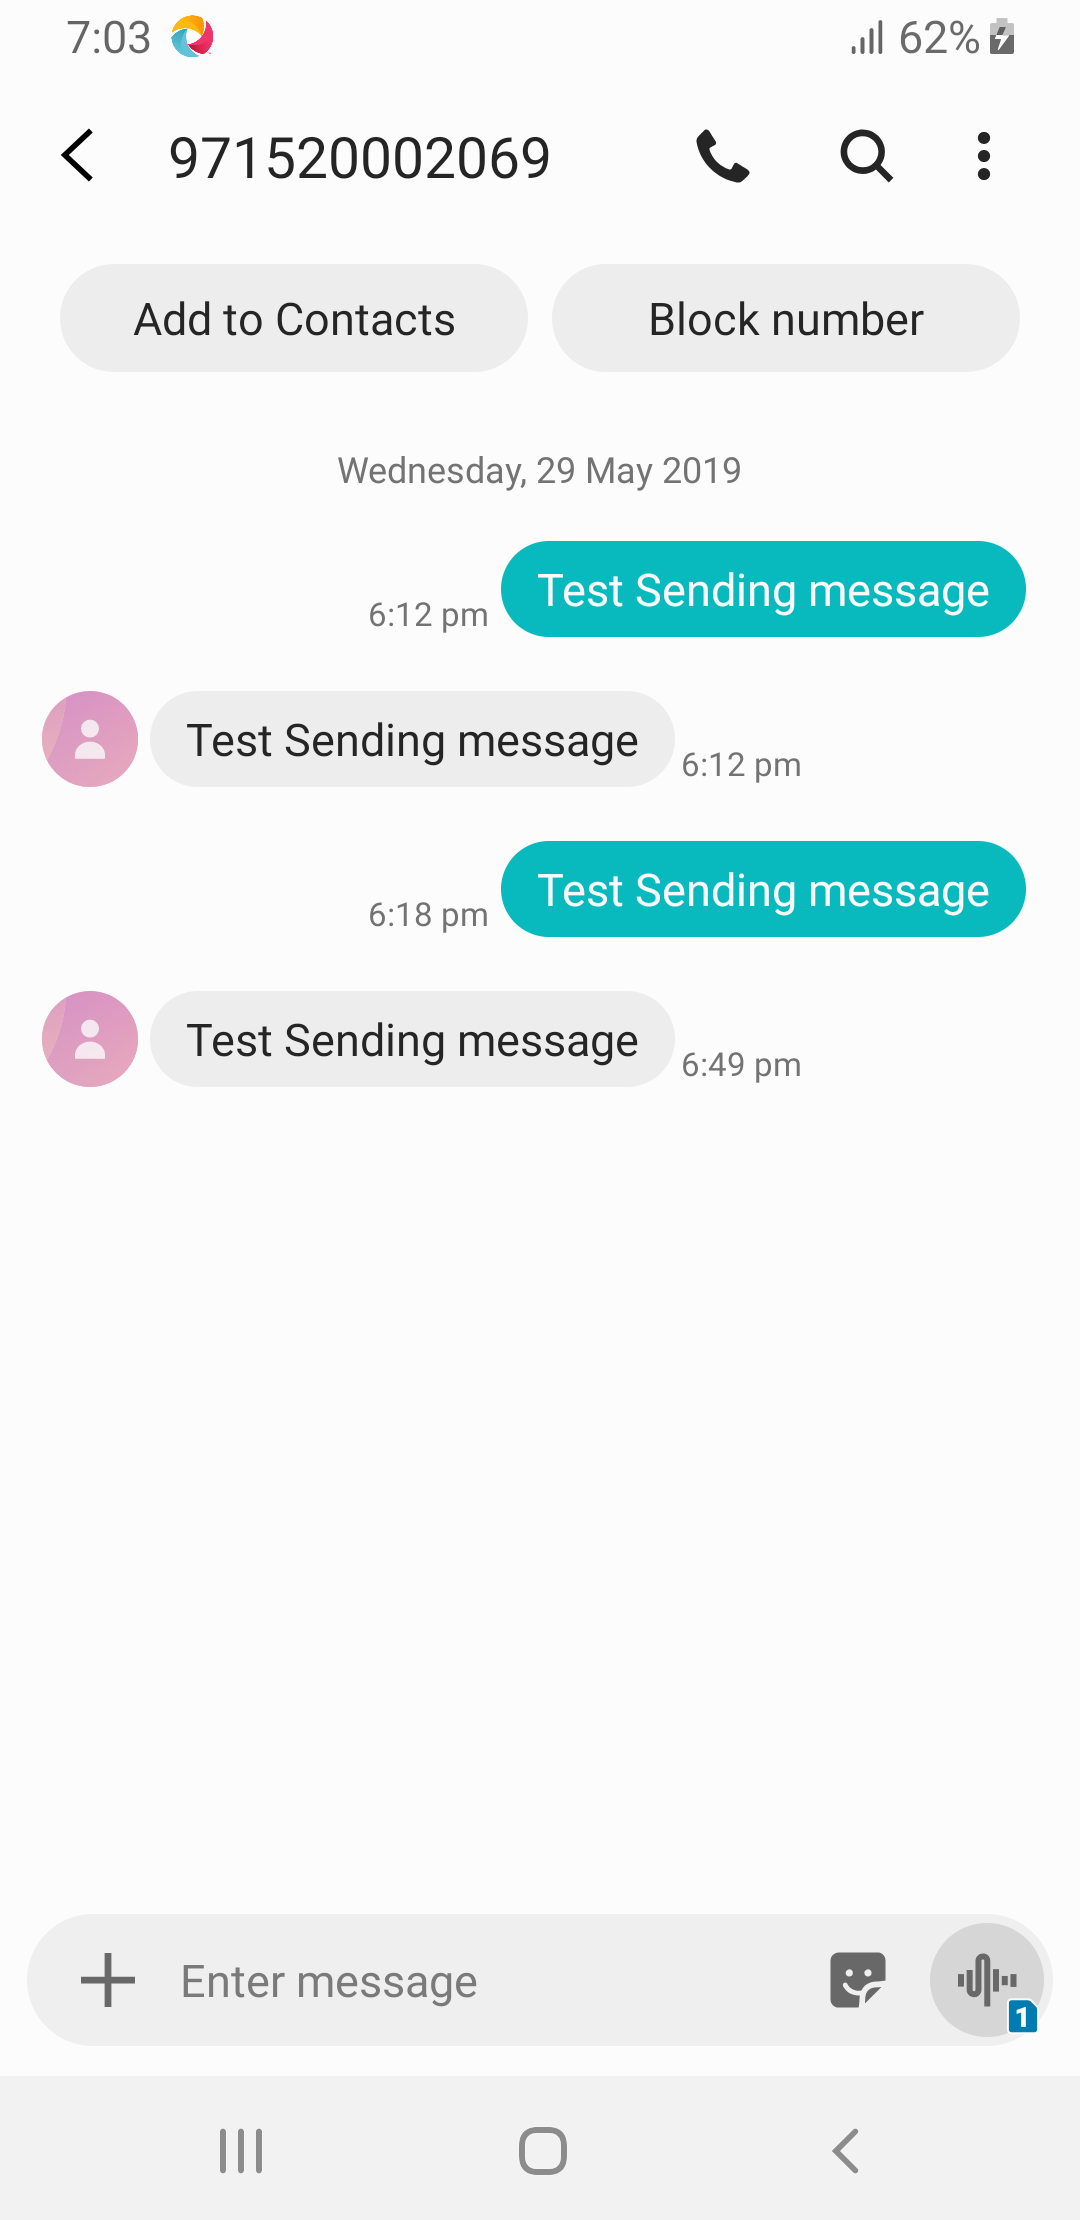 7:03 62%
971520002069
Add to Contacts Block number
Wednesday, 29 May 2019
6:12 pm Test Sending message
Test Sending message 6:12 pm
6:18 pm Test Sending message
Test Sending message 6:49 pm
Enter message 1